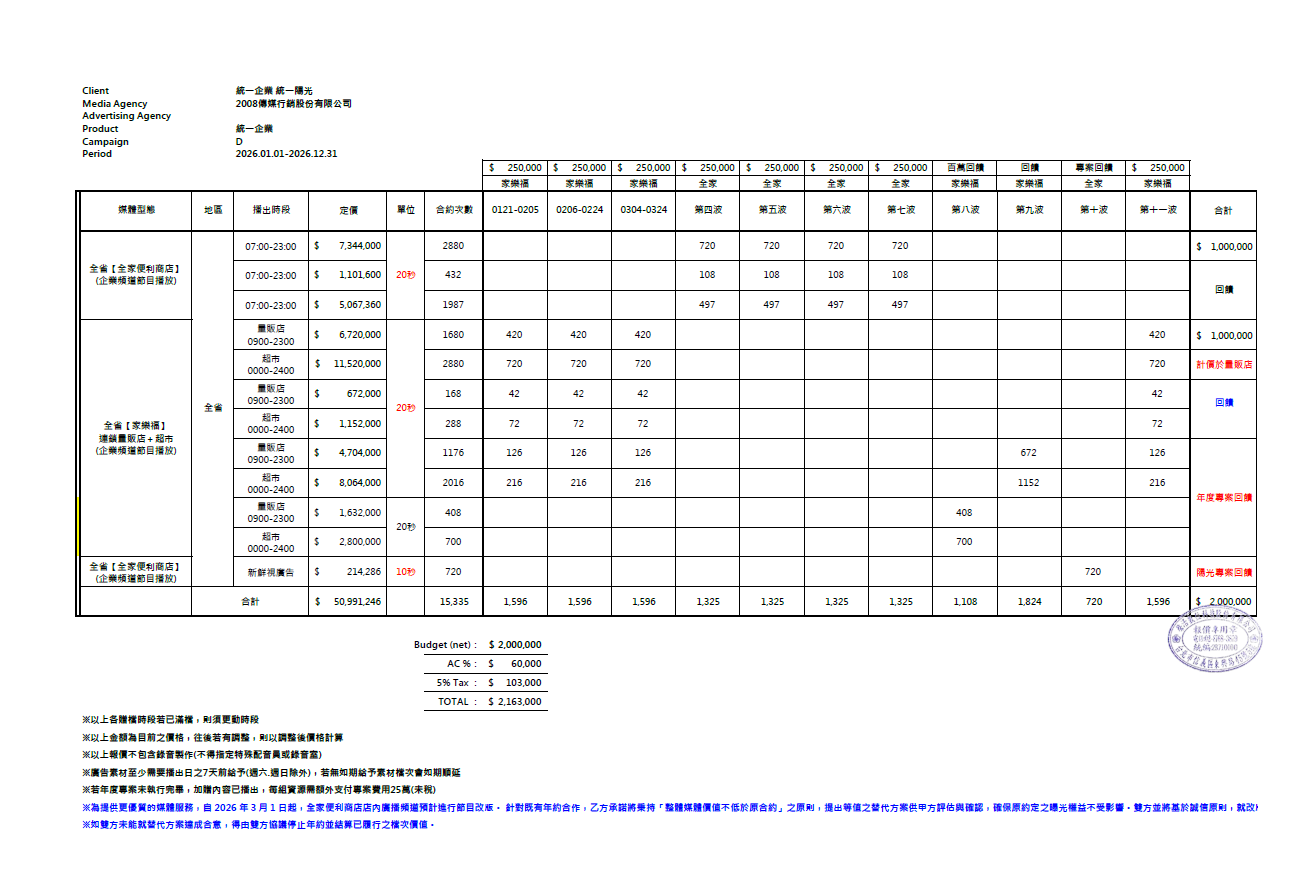 Client 統一企業 統一陽光
Media Agency 2008傳媒行銷股份有限公司
Advertising Agency
Product 統一企業
Campaign D
Period 2026.01.01-2026.12.31
$ 250,000 $ 250,000 $ 250,000 $ 250,000 $ 250,000 $ 250,000 $ 250,000 百萬回饋 回饋 專案回饋 $ 250,000
家樂福 家樂福 家樂福 全家 全家 全家 全家 家樂福 家樂福 全家 家樂福
媒體型態 地區 播出時段 定價 單位 合約次數 0121-0205 0206-0224 0304-0324 第四波 第五波 第六波 第七波 第八波 第九波 第十波 第十一波 合計
全省【全家便利商店】
(企業頻道節目播放)
07:00-23:00 $ 7,344,000 2880 720 720 720 720 $ 1,000,000
07:00-23:00 $ 1,101,600 20秒 432 108 108 108 108
回饋
07:00-23:00 $ 5,067,360 1987 497 497 497 497
全省
全省【家樂福】
連鎖量販店+超市
(企業頻道節目播放)
量販店
0900-2300 $ 6,720,000 1680 420 420 420 420 $ 1,000,000
超市
0000-2400 $ 11,520,000 2880 720 720 720 720 計價於量販店
量販店
0900-2300 $ 672,000 168 42 42 42 42
20秒 回饋
超市
0000-2400 $ 1,152,000 288 72 72 72 72
量販店
0900-2300 $ 4,704,000 1176 126 126 126 672 126
超市
0000-2400 $ 8,064,000 2016 216 216 216 1152 216
年度專案回饋
量販店
0900-2300 $ 1,632,000 408 408
20秒
超市
0000-2400 $ 2,800,000 700 700
全省【全家便利商店】
(企業頻道節目播放)
新鮮視廣告 $ 214,286 10秒 720 720 陽光專案回饋
合計 $ 50,991,246 15,335 1,596 1,596 1,596 1,325 1,325 1,325 1,325 1,108 1,824 720 1,596 $ 2,000,000
報價專用章
Budget (net) : $ 2,000,000
AC % : $ 60,000
5% Tax : $ 103,000
TOTAL : $ 2,163,000
※以上各贈檔時段若已滿檔,則須更動時段
※以上金額為目前之價格,往後若有調整,則以調整後價格計算
※以上報價不包含錄音製作(不得指定特殊配音員或錄音室)
※廣告素材至少需要播出日之7天前給予(週六.週日除外),若無如期給予素材檔次會如期順延
※若年度專案未執行完畢,加贈內容已播出,每組資源需額外支付專案費用25萬(未稅)
※為提供更優質的媒體服務,自 2026 年 3 月 1 日起,全家便利商店店內廣播頻道預計進行節目改版。 針對既有年約合作,乙方承諾將秉持「整體媒體價值不低於原合約」之原則,提出等值之替代方案供甲方評估與確認,確保原約定之曝光權益不受影響。雙方並將基於誠信原則,就改
※如雙方未能就替代方案達成合意,得由雙方協議停止年約並結算已履行之檔次價值。